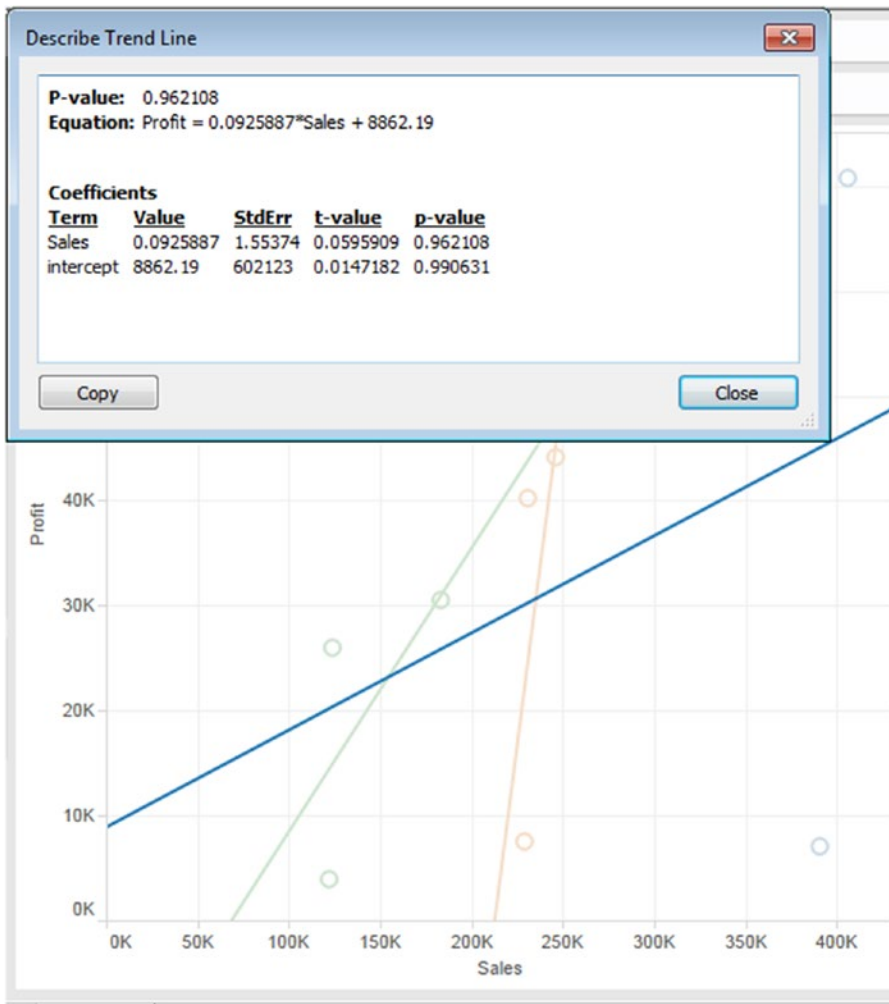 Describe Trend Line
P-value: 0.962108
Equation: Profit = 0.0925887*Sales + 8862.19
Coefficients
Term Value StdErr t-value p-value
Sales 0.0925887 1.55374 0.0595909 0.962108
intercept 8862.19 602123 0.0147182 0.990631
Copy Close
Profit
40K
30K
20K
10K
0K
0K 50K 100K 150K 200K 250K 300K 350K 400K
Sales